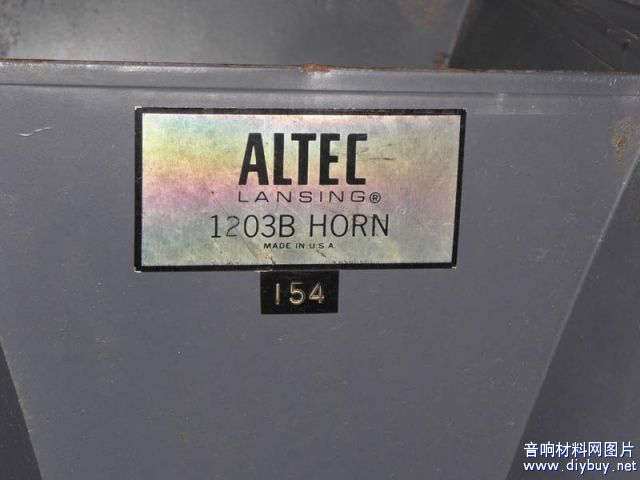 ALTEC
LANSING®
1203B HORN
MADE IN U.S.A.
154
音响材料网图片
www.diybuy.net